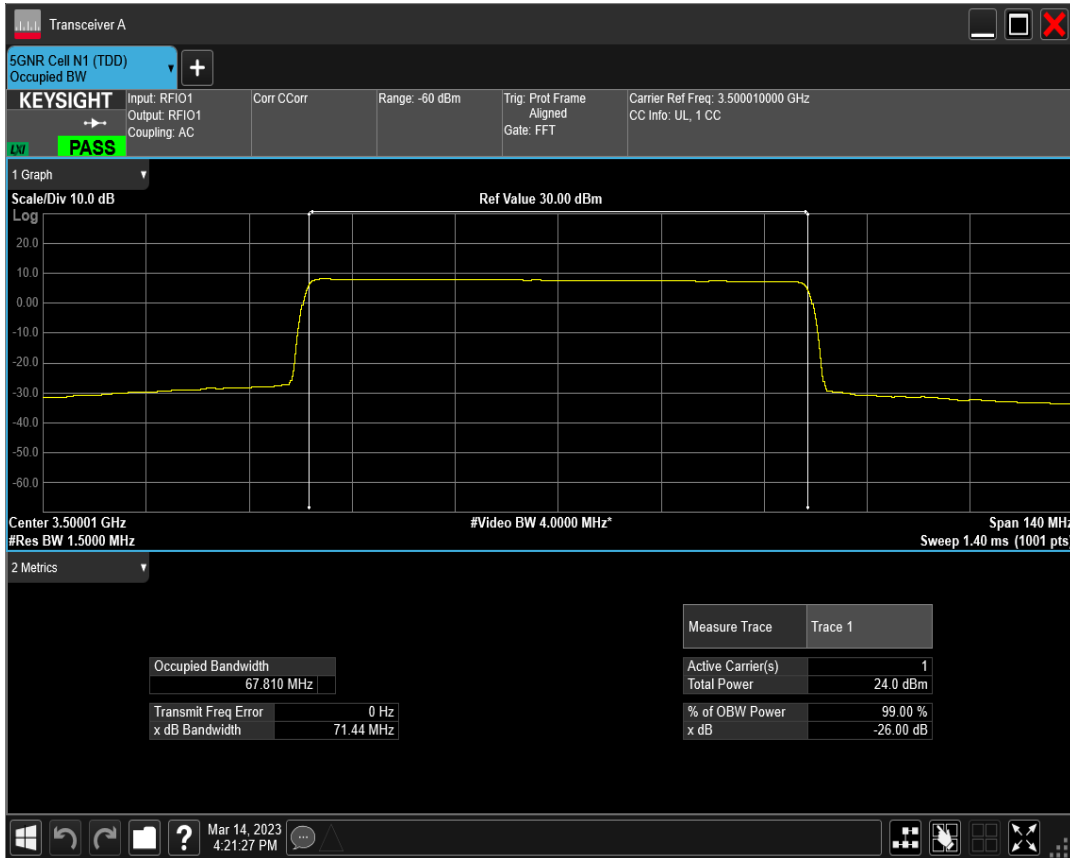 Transceiver A
5GNR Cell N1 (TDD)
Occupied BW
+
KEYSIGHT
LXI
PASS
Input: RFIO1
Output: RFIO1
Coupling: AC
Corr CCorr
Range: -60 dBm
Trig: Prot Frame
Aligned
Gate: FFT
Carrier Ref Freq: 3.500010000 GHz
CC Info: UL, 1 CC
1 Graph
Scale/Div 10.0 dB
Ref Value 30.00 dBm
Log
20.0
10.0
0.00
-10.0
-20.0
-30.0
-40.0
-50.0
-60.0
Center 3.50001 GHz
#Video BW 4.0000 MHz*
Span 140 MHz
#Res BW 1.5000 MHz
Sweep 1.40 ms (1001 pts)
2 Metrics
Measure Trace Trace 1
Occupied Bandwidth
67.810 MHz
Active Carrier(s) 1
Total Power 24.0 dBm
Transmit Freq Error 0 Hz
x dB Bandwidth 71.44 MHz
% of OBW Power 99.00 %
x dB -26.00 dB
?
Mar 14, 2023
4:21:27 PM